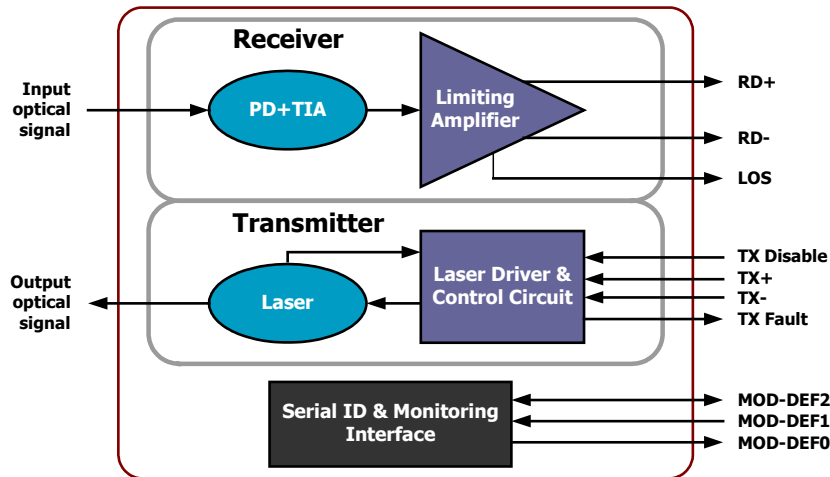 Receiver
Input
optical
signal
PD+TIA
Limiting
Amplifier
RD+
RD-
LOS
Transmitter
Output
optical
signal
Laser
Laser Driver &
Control Circuit
TX Disable
TX+
TX-
TX Fault
Serial ID & Monitoring
Interface
MOD-DEF2
MOD-DEF1
MOD-DEF0